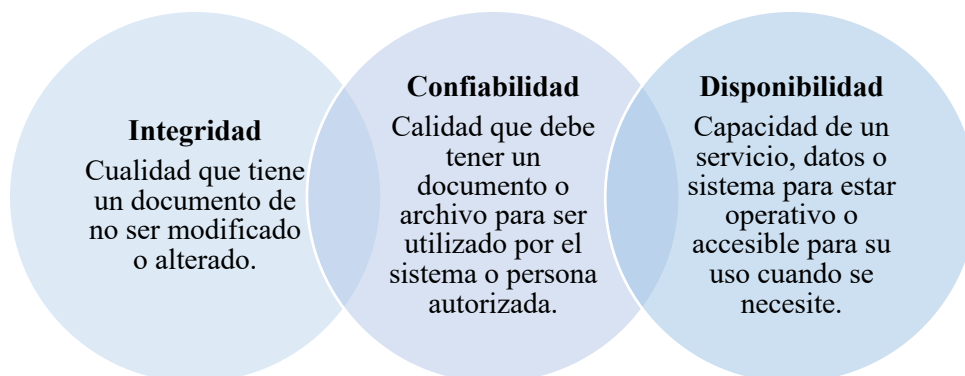 Integridad
Cualidad que tiene
un documento de
no ser modificado
o alterado.
Confiabilidad
Calidad que debe
tener un
documento o
archivo para ser
utilizado por el
sistema o persona
autorizada.
Disponibilidad
Capacidad de un
servicio, datos o
sistema para estar
operativo o
accesible para su
uso cuando se
necesite.